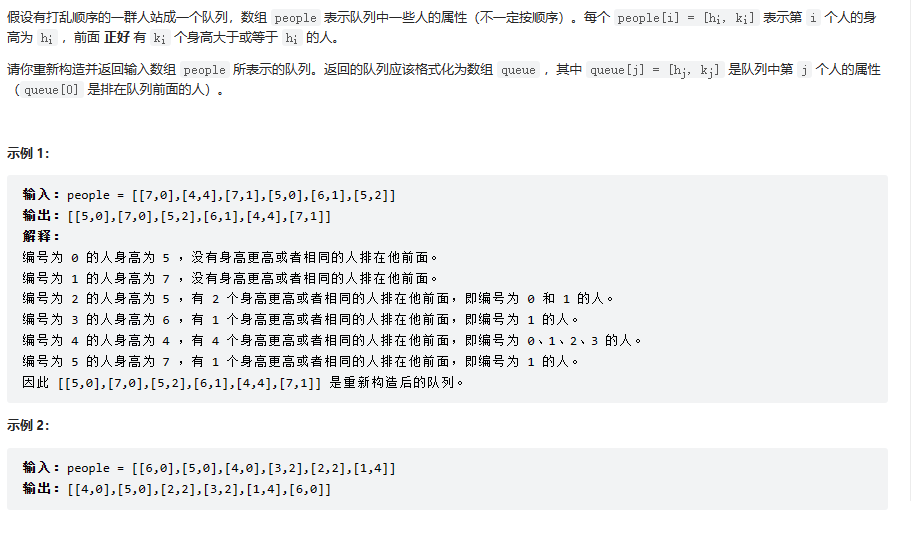 假设有打乱顺序的一群人站成一个队列，数组 people 表示队列中一些人的属性（不一定按顺序）。每个 people[i] = [hi, ki] 表示第 i 个人的身
高为 hi ，前面 正好 有 ki 个身高大于或等于 hi 的人。
请你重新构造并返回输入数组 people 所表示的队列。返回的队列应该格式化为数组 queue ，其中 queue[j] = [hj, kj] 是队列中第 j 个人的属性
（queue[0] 是排在队列前面的人）。
示例 1：
输入：people = [[7,0],[4,4],[7,1],[5,0],[6,1],[5,2]]
输出：[[5,0],[7,0],[5,2],[6,1],[4,4],[7,1]]
解释：
编号为 0 的人身高为 5 ，没有身高更高或者相同的人排在他前面。
编号为 1 的人身高为 7 ，没有身高更高或者相同的人排在他前面。
编号为 2 的人身高为 5 ，有 2 个身高更高或者相同的人排在他前面，即编号为 0 和 1 的人。
编号为 3 的人身高为 6 ，有 1 个身高更高或者相同的人排在他前面，即编号为 1 的人。
编号为 4 的人身高为 4 ，有 4 个身高更高或者相同的人排在他前面，即编号为 0、1、2、3 的人。
编号为 5 的人身高为 7 ，有 1 个身高更高或者相同的人排在他前面，即编号为 1 的人。
因此 [[5,0],[7,0],[5,2],[6,1],[4,4],[7,1]] 是重新构造后的队列。
示例 2：
输入：people = [[6,0],[5,0],[4,0],[3,2],[2,2],[1,4]]
输出：[[4,0],[5,0],[2,2],[3,2],[1,4],[6,0]]